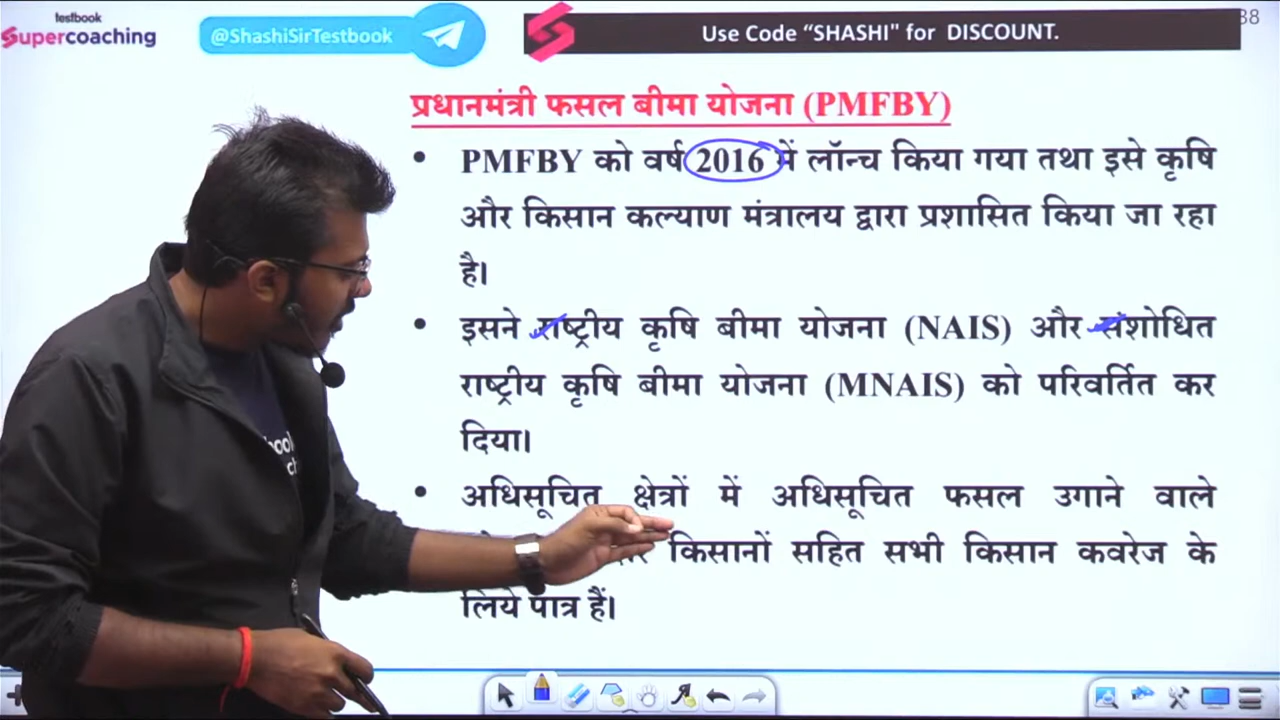 testbook
Supercoaching
@ShashiSirTestbook
Use Code “SHASHI" for DISCOUNT.
38
प्रधानमंत्री फसल बीमा योजना (PMFBY)
• PMFBY को वर्ष 2016 में लॉन्च किया गया तथा इसे कृषि
और किसान कल्याण मंत्रालय द्वारा प्रशासित किया जा रहा
है।
• इसने राष्ट्रीय कृषि बीमा योजना (NAIS) और संशोधित
राष्ट्रीय कृषि बीमा योजना (MNAIS) को परिवर्तित कर
दिया।
• अधिसूचित क्षेत्रों में अधिसूचित फसल उगाने वाले
किसानों सहित सभी किसान कवरेज के
लिये पात्र हैं।